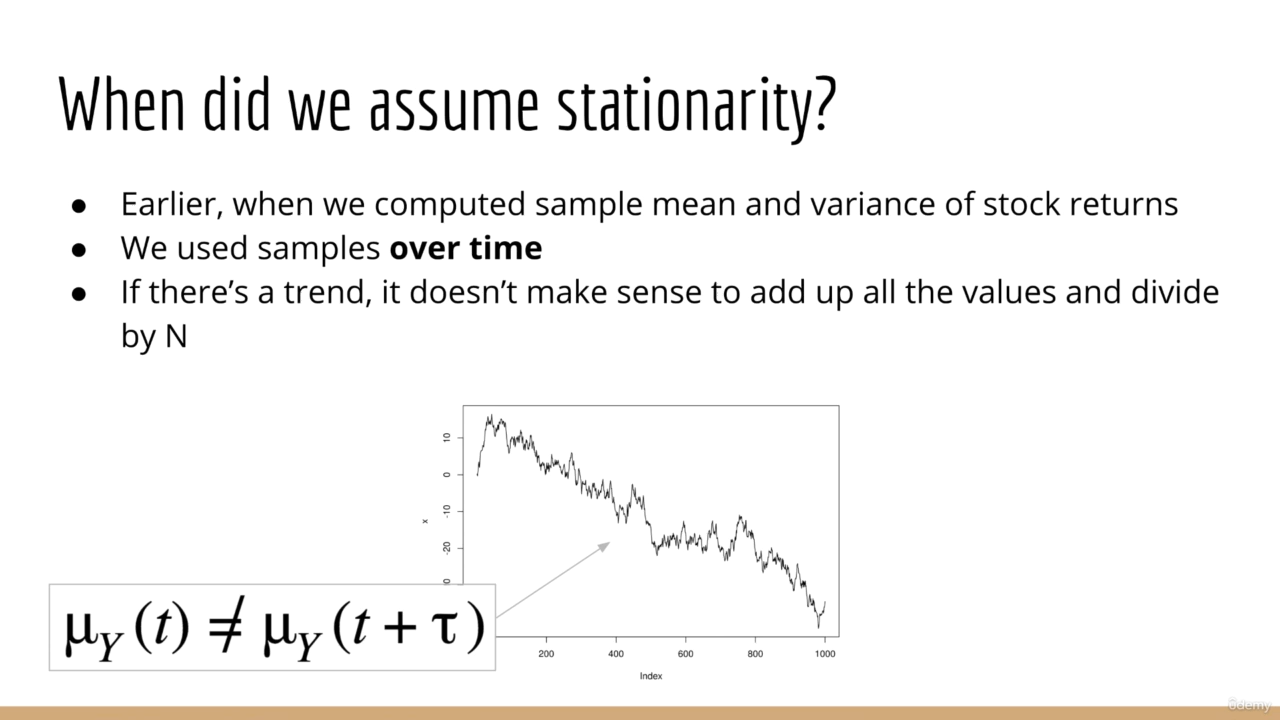 When did we assume stationarity?
● Earlier, when we computed sample mean and variance of stock returns
● We used samples over time
● If there's a trend, it doesn't make sense to add up all the values and divide
by N
10
0
-10
-20
0
x
μY(t) ≠ μY(t + τ)
200 400 600 800 1000
Index
ûdemy